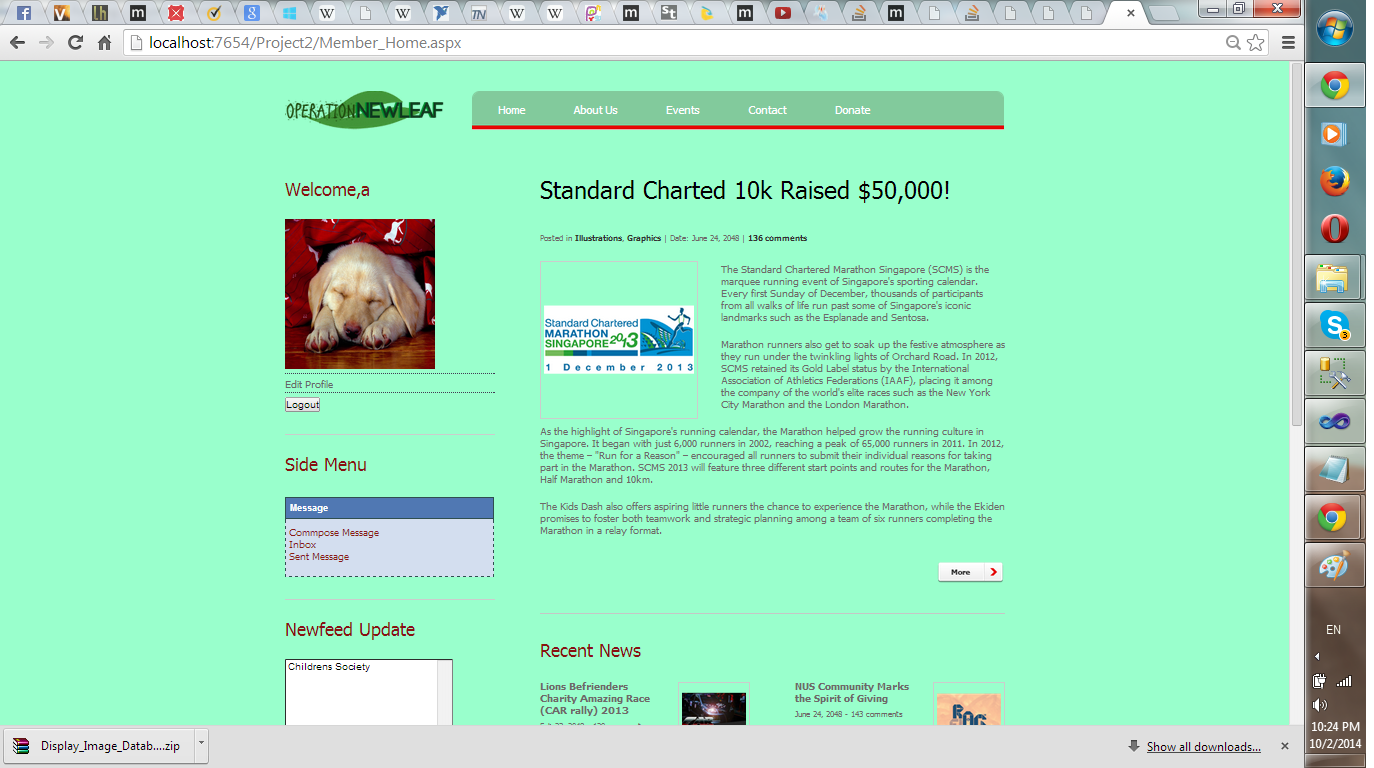 localhost:7654/Project2/Member_Home.aspx
OPERATIONNEWLEAF
Home About Us Events Contact Donate
Welcome,a
Edit Profile
Logout
Side Menu
Message
Commpose Message
Inbox
Sent Message
Newfeed Update
Childrens Society
Standard Charted 10k Raised $50,000!
Posted in Illustrations, Graphics | Date: June 24, 2048 | 136 comments
Standard Chartered
MARATHON
SINGAPORE 2013
1 December 2013
The Standard Chartered Marathon Singapore (SCMS) is the
marquee running event of Singapore's sporting calendar.
Every first Sunday of December, thousands of participants
from all walks of life run past some of Singapore's iconic
landmarks such as the Esplanade and Sentosa.
Marathon runners also get to soak up the festive atmosphere as
they run under the twinkling lights of Orchard Road. In 2012,
SCMS retained its Gold Label status by the International
Association of Athletics Federations (IAAF), placing it among
the company of the world's elite races such as the New York
City Marathon and the London Marathon.
As the highlight of Singapore's running calendar, the Marathon helped grow the running culture in
Singapore. It began with just 6,000 runners in 2002, reaching a peak of 65,000 runners in 2011. In 2012,
the theme – "Run for a Reason" – encouraged all runners to submit their individual reasons for taking
part in the Marathon. SCMS 2013 will feature three different start points and routes for the Marathon,
Half Marathon and 10km.
The Kids Dash also offers aspiring little runners the chance to experience the Marathon, while the Ekiden
promises to foster both teamwork and strategic planning among a team of six runners completing the
Marathon in a relay format.
More
Recent News
Lions Befrienders
Charity Amazing Race
(CAR rally) 2013
NUS Community Marks
the Spirit of Giving
June 24, 2048 - 143 comments
RAG
Display_Image_Datab....zip
Show all downloads...
EN
10:24 PM
10/2/2014